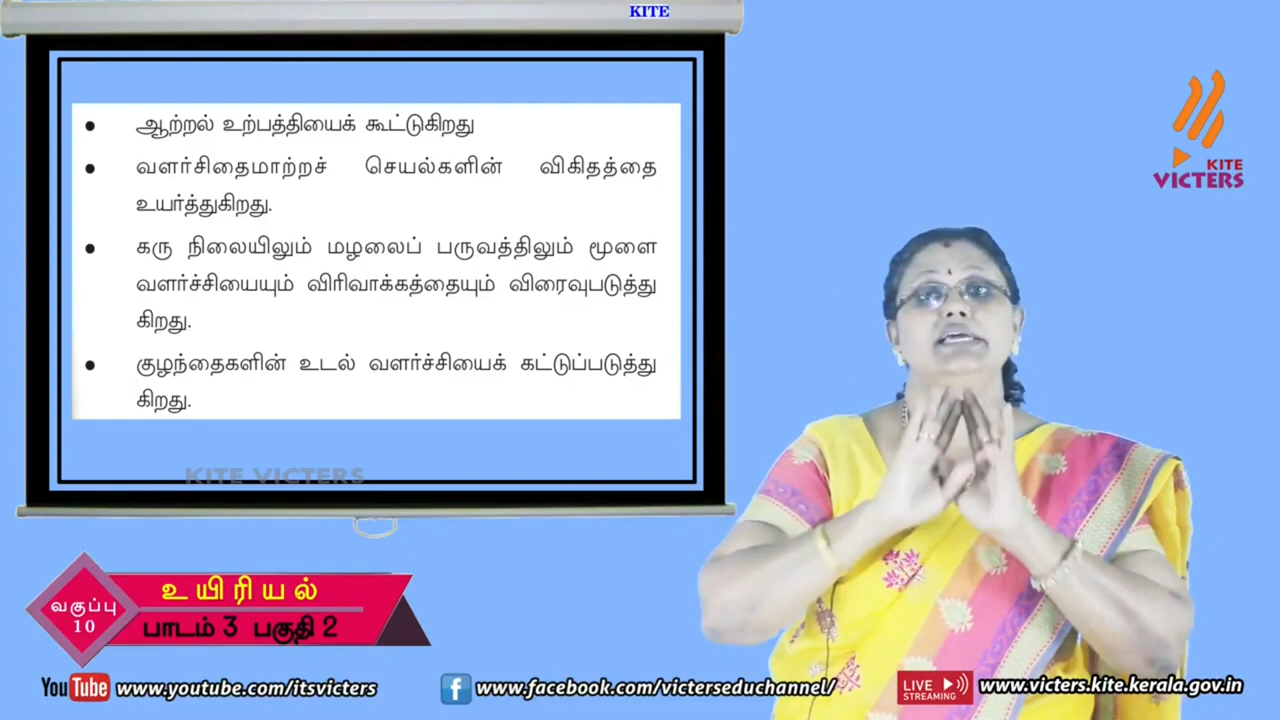 KITE
ஆற்றல் உற்பத்தியைக் கூட்டுகிறது
வளர்சிதைமாற்றச் செயல்களின் விகிதத்தை
உயர்த்துகிறது.
கரு நிலையிலும் மழலைப் பருவத்திலும் மூளை
வளர்ச்சியையும் விரிவாக்கத்தையும் விரைவுபடுத்து
கிறது.
குழந்தைகளின் உடல் வளர்ச்சியைக் கட்டுப்படுத்து
கிறது.
KITE VICTERS
KITE
VICTERS
வகுப்பு
10
உயிரியல்
பாடம் 3 பகுதி 2
YouTube www.youtube.com/itsvicters
f www.facebook.com/victerseduchannel/
LIVE
STREAMING
www.victers.kite.kerala.gov.in